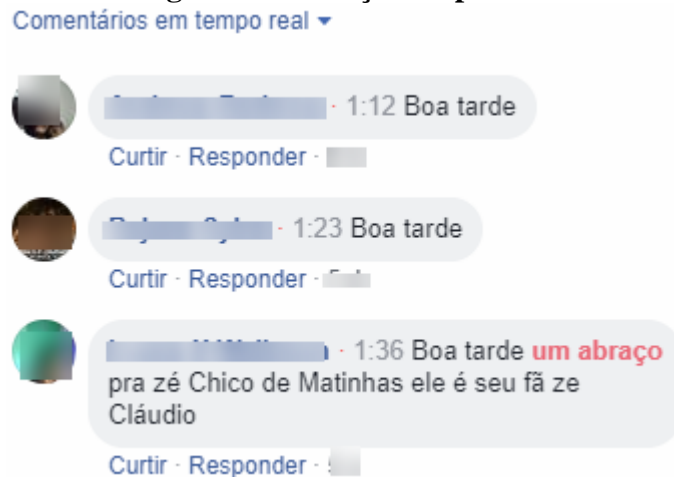 Comentários em tempo real
· 1:12 Boa tarde
Curtir · Responder ·
· 1:23 Boa tarde
Curtir · Responder ·
· 1:36 Boa tarde um abraço
pra zé Chico de Matinhas ele é seu fã ze
Cláudio
Curtir · Responder ·